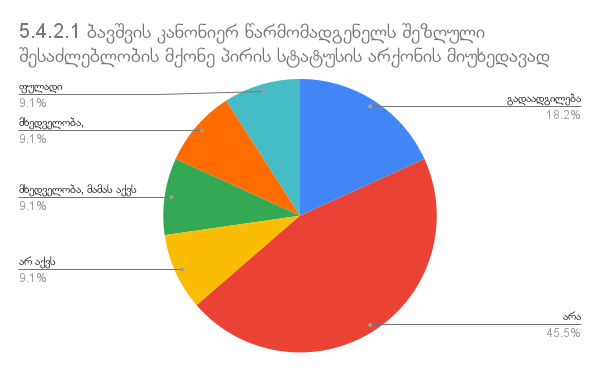 5.4.2.1 ბავშვის კანონიერ წარმომადგენელს შეზღული
შესაძლებლობის მქონე პირის სტატუსის არქონის მიუხედავად
ფულადი
9.1%
მხედველობა,
9.1%
მხედველობა, მამას აქვს
9.1%
არ აქვს
9.1%
გადაადგილება
18.2%
არა
45.5%